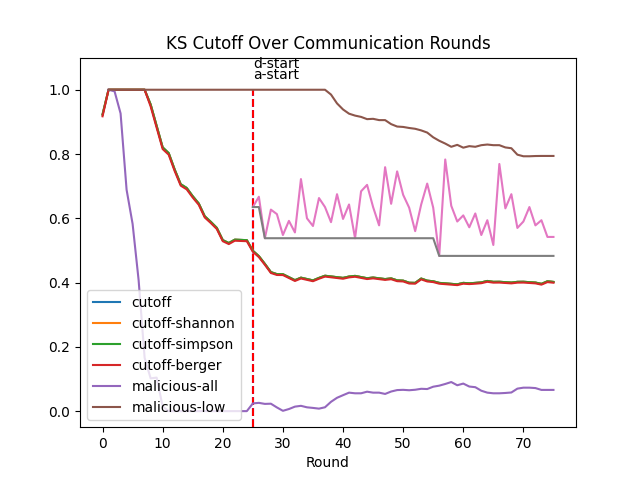 KS Cutoff Over Communication Rounds
d-start
a-start
1.0
0.8
0.6
0.4
0.2
0.0
cutoff
cutoff-shannon
cutoff-simpson
cutoff-berger
malicious-all
malicious-low
0 10 20 30 40 50 60 70
Round